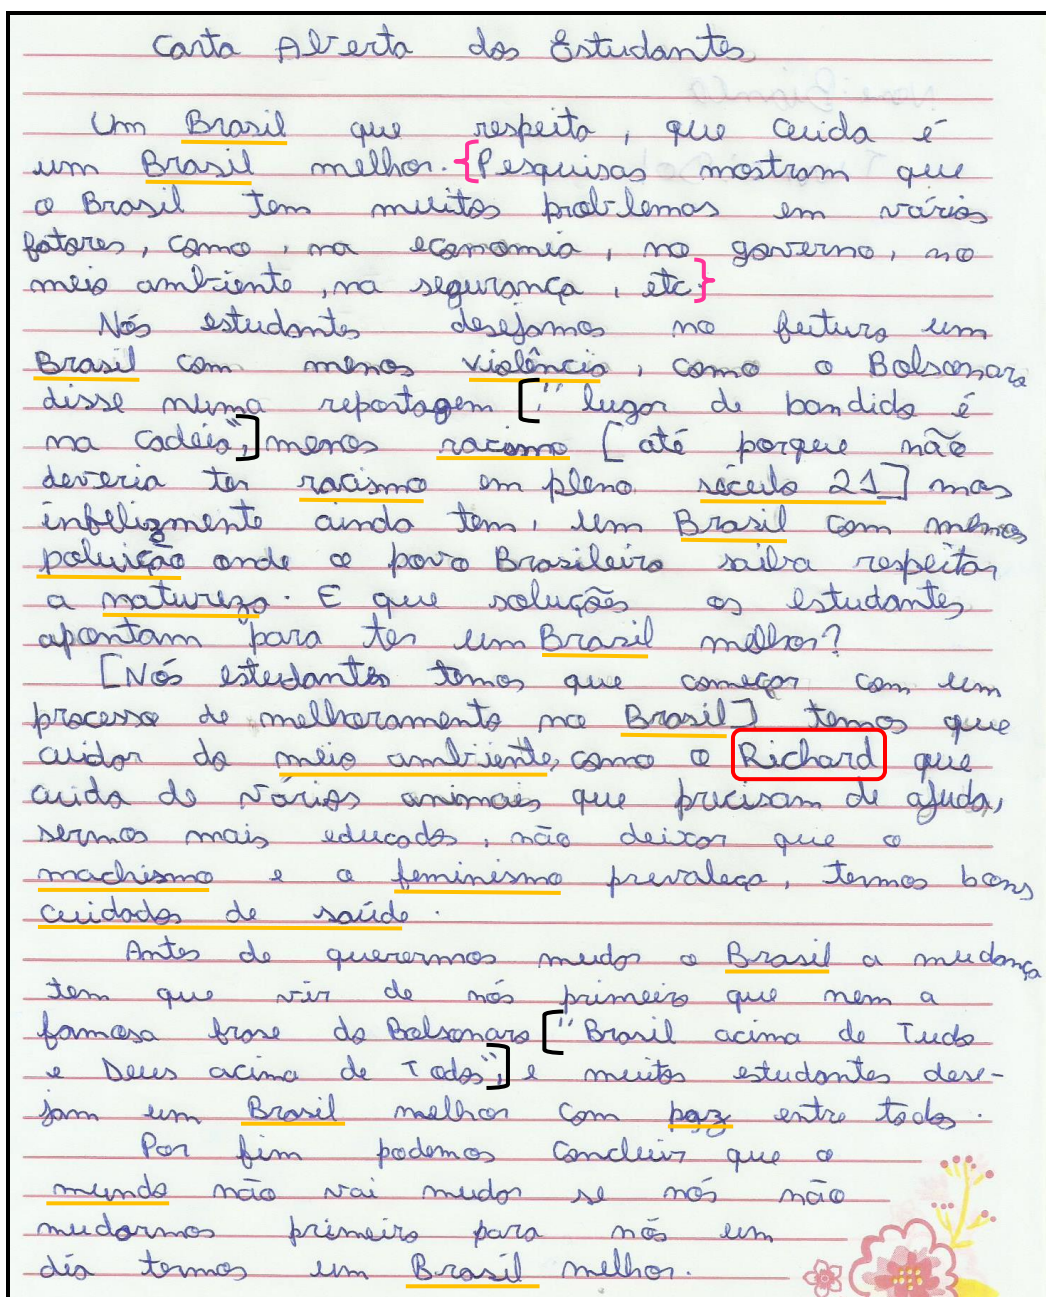 Carta Aberta dos Estudantes
Um Brasil que respeita, que cuida é
um Brasil melhor. {Pesquisas mostram que
o Brasil tem muitos problemas em vários
fatores, como, na economia, no governo, no
meio ambiente, na segurança, etc}
Nós estudantes desejamos no futuro um
Brasil com menos violência, como o Bolsonaro
disse numa reportagem [:" lugar de bandido é
na cadeia";] menos racismo [até porque não
deveria ter racismo em pleno século 21] mas
infelizmente ainda tem, um Brasil com menos
poluição onde o povo Brasileiro saiba respeitar
a natureza. E que soluções os estudantes
apontam para ter um Brasil melhor?
[Nós estudantes temos que começar com um
processo de melhoramento no Brasil] temos que
cuidar do meio ambiente, como o Richard que
cuida de vários animais que precisam de ajuda,
sermos mais educados, não deixar que o
machismo e o feminismo prevaleça, termos bons
cuidados de saúde.
Antes de querermos mudar o Brasil a mudança
tem que vir de nós primeiro que nem a
famosa frase do Bolsonaro ["Brasil acima de Tudo
e Deus acima de Todos";] e muitos estudantes dese-
jam um Brasil melhor com paz entre todos.
Por fim podemos concluir que o
mundo não vai mudar se nós não
mudarmos primeiro para nós um
dia termos um Brasil melhor.